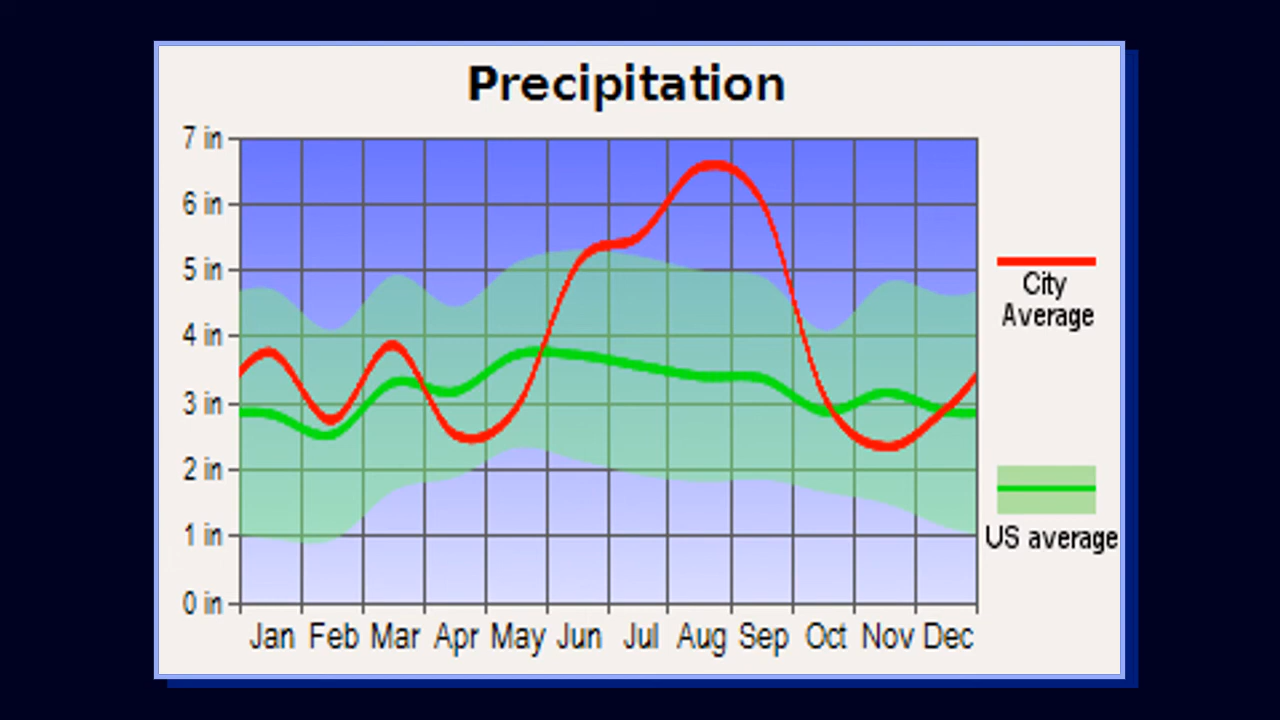 Precipitation
7 in
6 in
5 in
4 in
3 in
2 in
1 in
0 in
Jan Feb Mar Apr May Jun Jul Aug Sep Oct Nov Dec
City
Average
US average